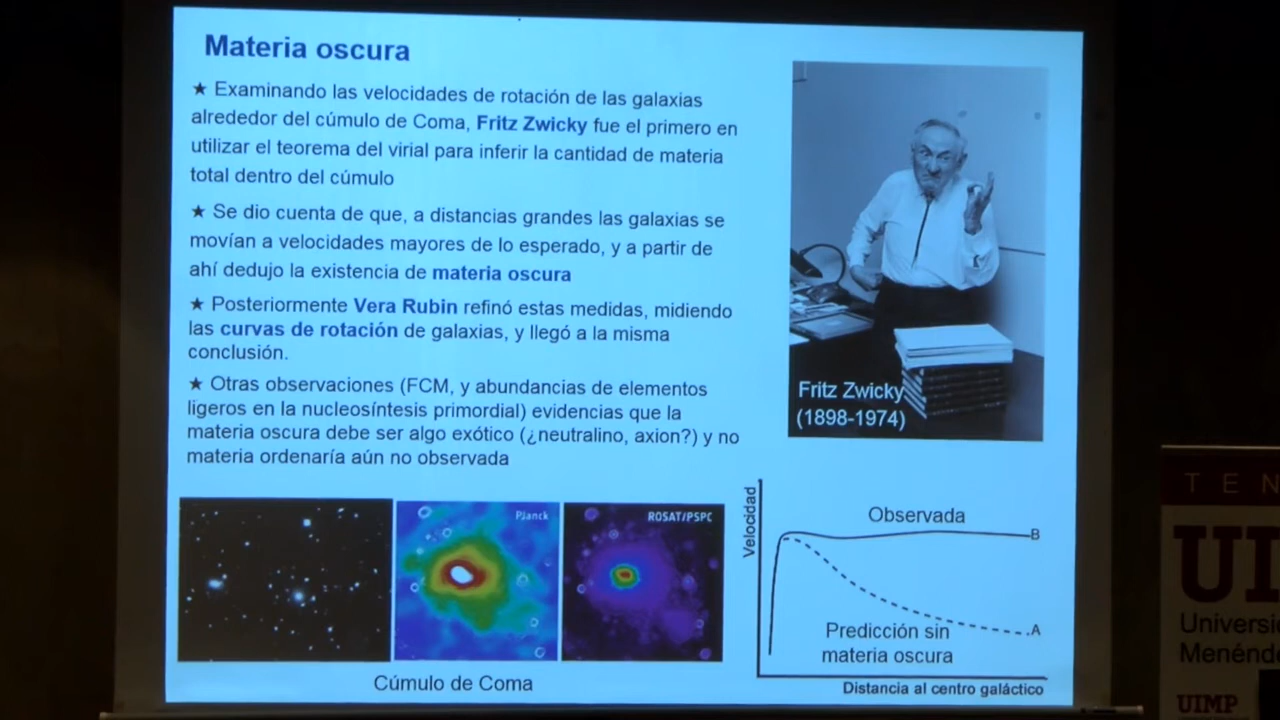 Materia oscura
★ Examinando las velocidades de rotación de las galaxias
alrededor del cúmulo de Coma, Fritz Zwicky fue el primero en
utilizar el teorema del virial para inferir la cantidad de materia
total dentro del cúmulo
★ Se dio cuenta de que, a distancias grandes las galaxias se
movían a velocidades mayores de lo esperado, y a partir de
ahí dedujo la existencia de materia oscura
★ Posteriormente Vera Rubin refinó estas medidas, midiendo
las curvas de rotación de galaxias, y llegó a la misma
conclusión.
★ Otras observaciones (FCM, y abundancias de elementos
ligeros en la nucleosíntesis primordial) evidencias que la
materia oscura debe ser algo exótico (¿neutralino, axion?) y no
materia ordenaría aún no observada
Fritz Zwicky
(1898-1974)
Planck
ROSAT/PSPC
Cúmulo de Coma
Velocidad
Observada
B
A
Predicción sin
materia oscura
Distancia al centro galáctico
TEN
UI
Universi
Menénd
UIMP